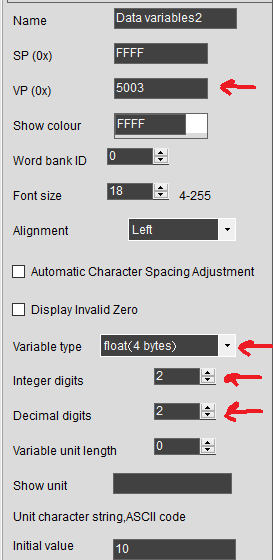 Name Data variables2
SP (0x) FFFF
VP (0x) 5003
Show colour FFFF
Word bank ID 0
Font size 18 4-255
Alignment Left
Automatic Character Spacing Adjustment
Display Invalid Zero
Variable type float(4 bytes)
Integer digits 2
Decimal digits 2
Variable unit length 0
Show unit
Unit character string,ASCII code
Initial value 10